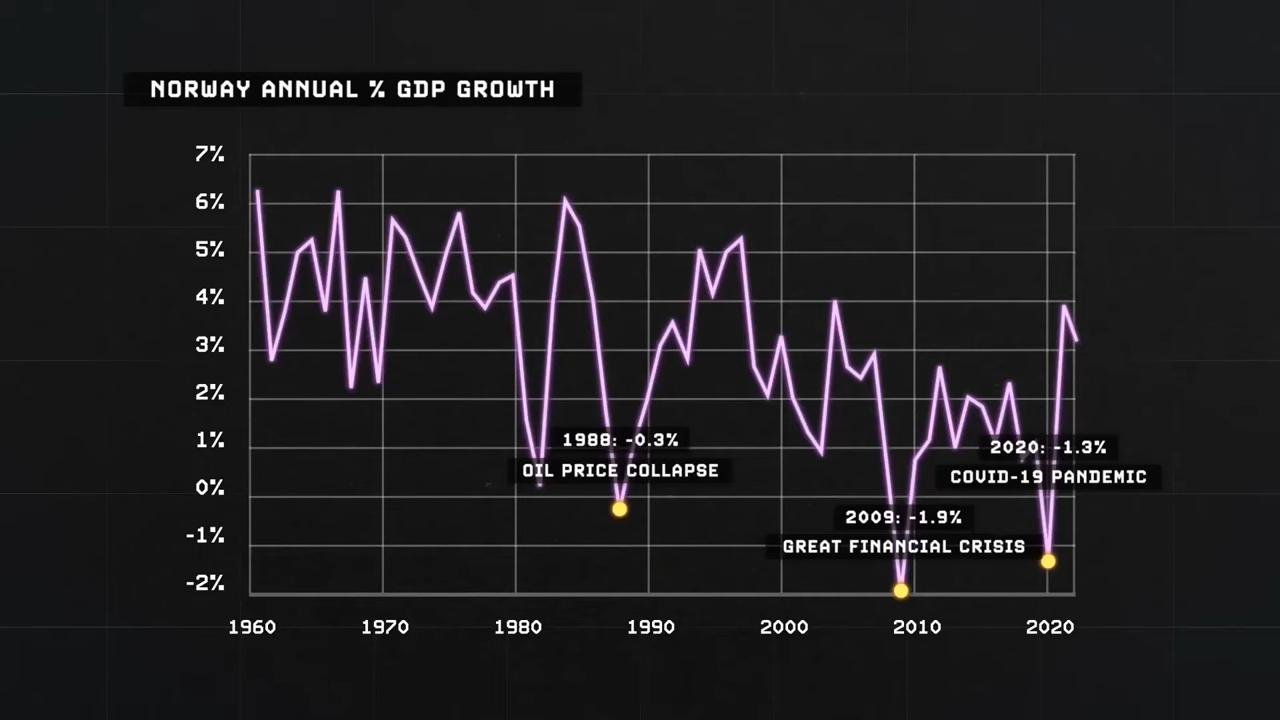 NORWAY ANNUAL % GDP GROWTH
7%
6%
5%
4%
3%
2%
1%
0%
-1%
-2%
1988: -0.3%
OIL PRICE COLLAPSE
2020: -1.3%
COVID-19 PANDEMIC
2009: -1.9%
GREAT FINANCIAL CRISIS
1960 1970 1980 1990 2000 2010 2020